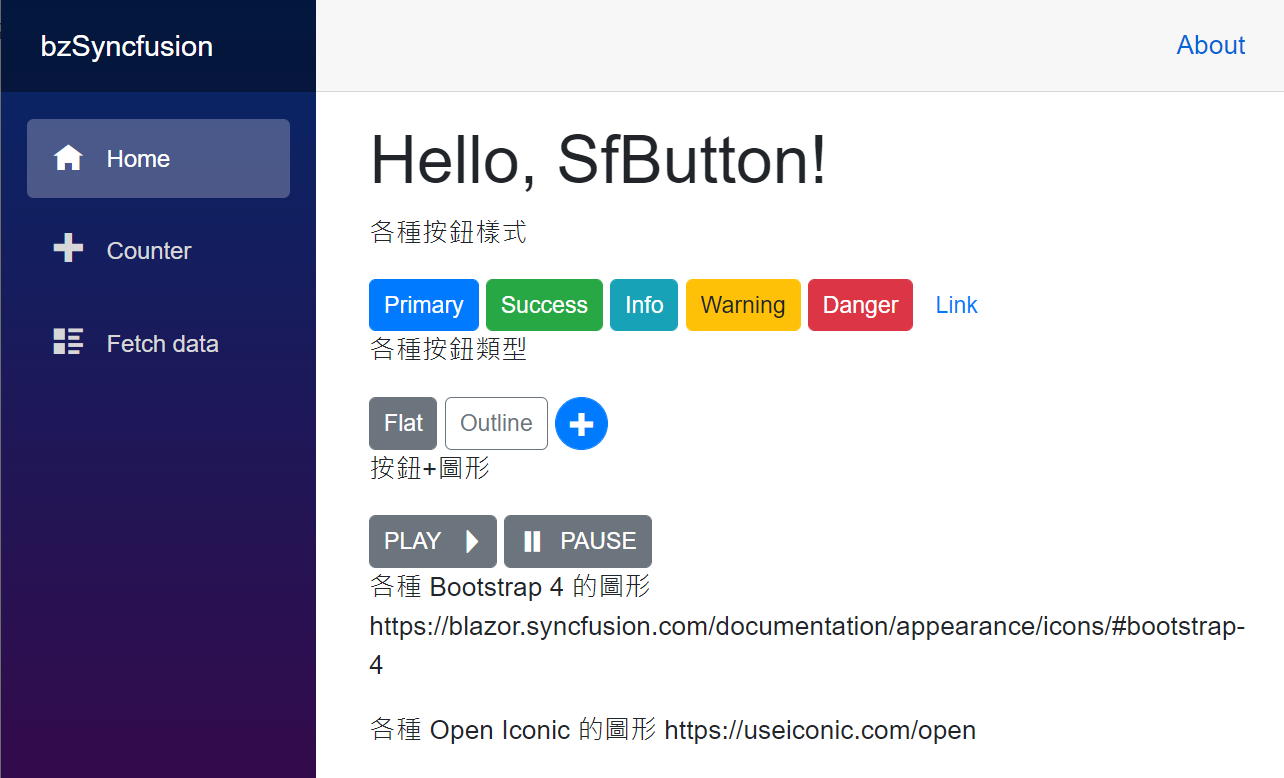 bzSyncfusion
About
Home
Counter
Fetch data
Hello, SfButton!
各種按鈕樣式
Primary Success Info Warning Danger Link
各種按鈕類型
Flat Outline
按鈕+圖形
PLAY PAUSE
各種 Bootstrap 4 的圖形
https://blazor.syncfusion.com/documentation/appearance/icons/#bootstrap-
4
各種 Open Iconic 的圖形 https://useiconic.com/open